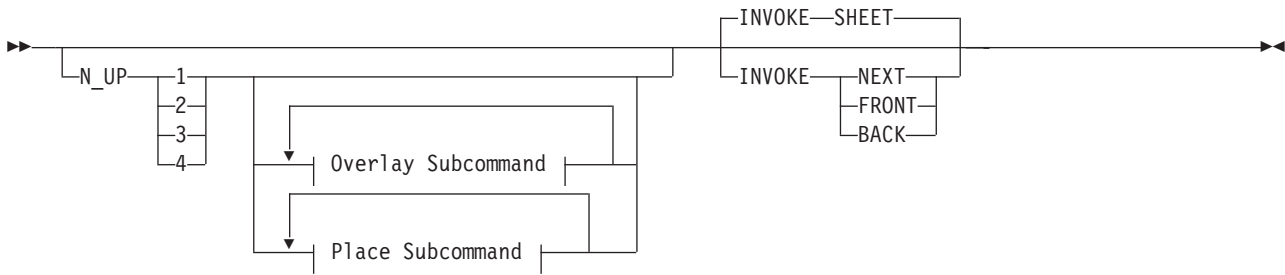 INVOKE SHEET
N_UP 1 INVOKE NEXT
2 FRONT
3 BACK
4 Overlay Subcommand
Place Subcommand